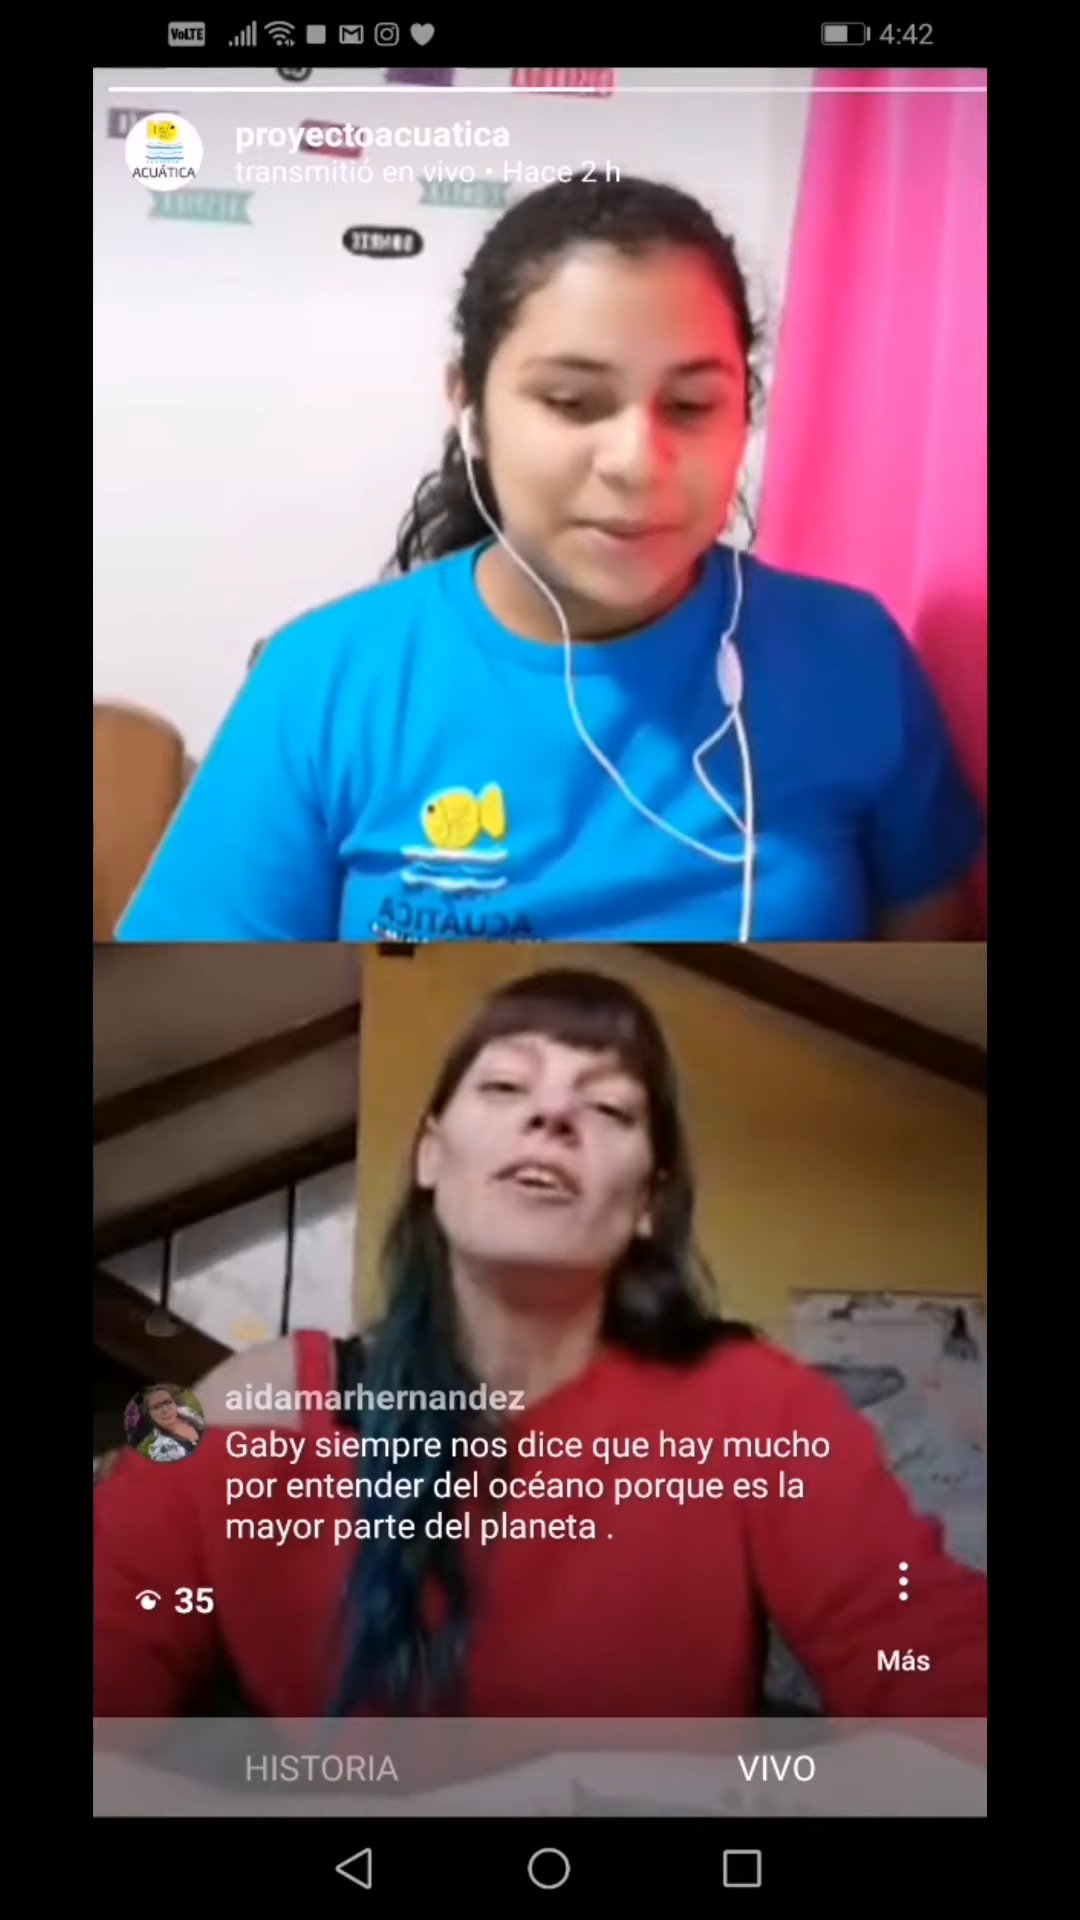 VoLTE
4:42
proyectoacuatica
transmitió en vivo • Hace 2 h
ACUÁTICA
ACUÁTICA
aidamarhernandez
Gaby siempre nos dice que hay mucho
por entender del océano porque es la
mayor parte del planeta .
35
Más
HISTORIA
VIVO